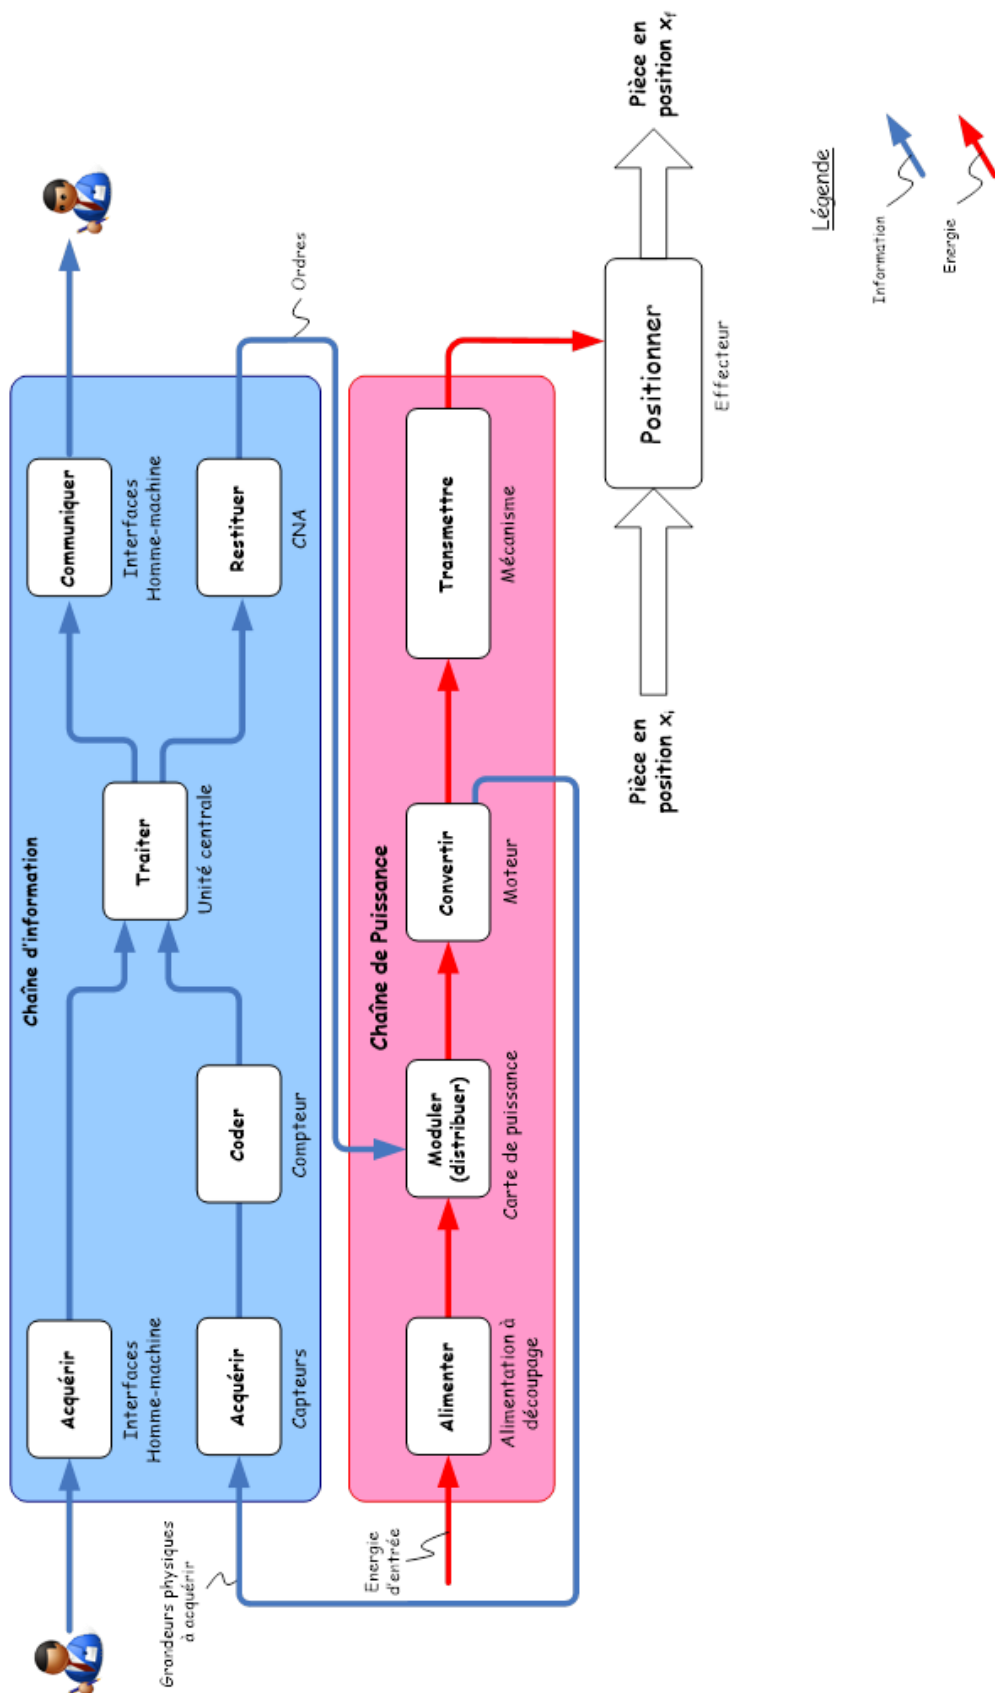 Chaîne d'information
Acquérir
Interfaces
Homme-machine
Traiter
Unité centrale
Communiquer
Interfaces
Homme-machine
Grandeurs physiques
à acquérir
Acquérir
Capteurs
Coder
Compteur
Restituer
CNA
Ordres
Chaîne de Puissance
Energie
d'entrée
Alimenter
Alimentation à
découpage
Moduler
(distribuer)
Carte de puissance
Convertir
Moteur
Transmettre
Mécanisme
Pièce en
position xi
Positionner
Effecteur
Pièce en
position xf
Légende
Information
Energie